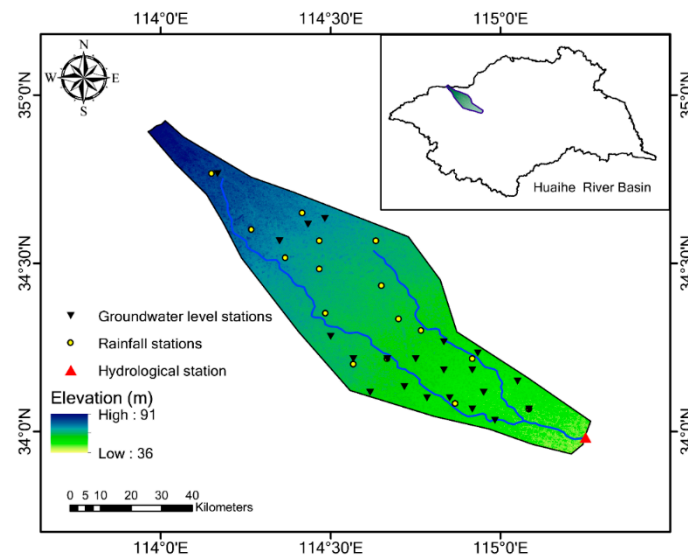 114°0'E 114°30'E 115°0'E
N
W E
S
35°0'N
34°30'N
34°0'N
35°0'N
34°30'N
34°0'N
Huaihe River Basin
Groundwater level stations
Rainfall stations
Hydrological station
Elevation (m)
High : 91
Low : 36
0 5 10 20 30 40
Kilometers
114°0'E 114°30'E 115°0'E